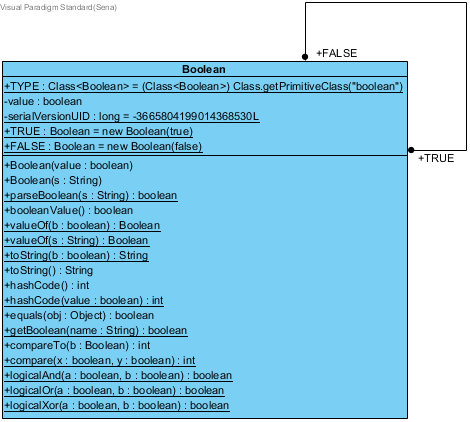 Visual Paradigm Standard(Sena)
+FALSE
Boolean
+TYPE : Class<Boolean> = (Class<Boolean>) Class.getPrimitiveClass("boolean")
-value : boolean
-serialVersionUID : long = -3665804199014368530L
+TRUE : Boolean = new Boolean(true)
+FALSE : Boolean = new Boolean(false)
+TRUE
+Boolean(value : boolean)
+Boolean(s : String)
+parseBoolean(s : String) : boolean
+booleanValue() : boolean
+valueOf(b : boolean) : Boolean
+valueOf(s : String) : Boolean
+toString(b : boolean) : String
+toString() : String
+hashCode() : int
+hashCode(value : boolean) : int
+equals(obj : Object) : boolean
+getBoolean(name : String) : boolean
+compareTo(b : Boolean) : int
+compare(x : boolean, y : boolean) : int
+logicalAnd(a : boolean, b : boolean) : boolean
+logicalOr(a : boolean, b : boolean) : boolean
+logicalXor(a : boolean, b : boolean) : boolean